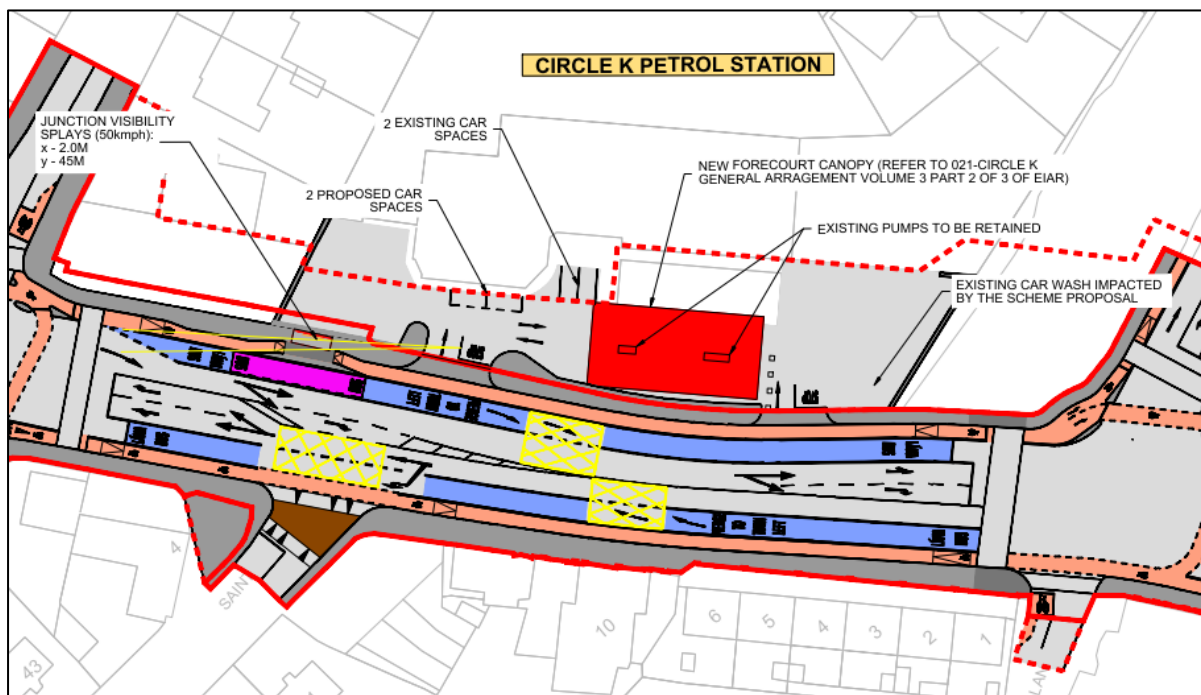 CIRCLE K PETROL STATION
JUNCTION VISIBILITY
SPLAYS (50kmph):
x - 2.0M
y - 45M
2 EXISTING CAR
SPACES
2 PROPOSED CAR
SPACES
NEW FORECOURT CANOPY (REFER TO 021-CIRCLE K
GENERAL ARRAGEMENT VOLUME 3 PART 2 OF 3 OF EIAR)
EXISTING PUMPS TO BE RETAINED
EXISTING CAR WASH IMPACTED
BY THE SCHEME PROPOSAL
4
SAIN
43
10
6
5
4
3
2
1
LAN